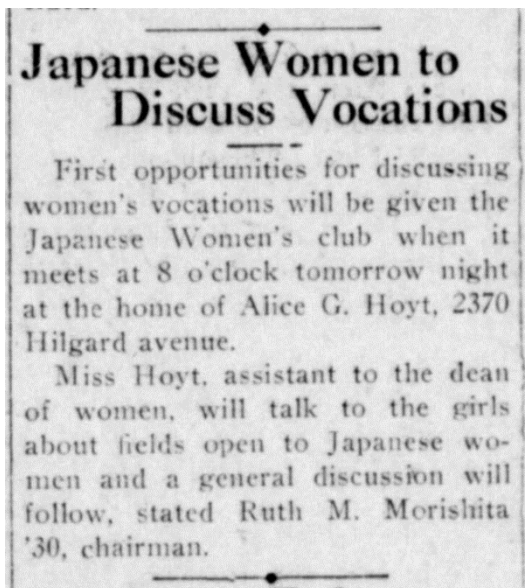 Japanese Women to
Discuss Vocations
First opportunities for discussing
women's vocations will be given the
Japanese Women's club when it
meets at 8 o'clock tomorrow night
at the home of Alice G. Hoyt, 2370
Hilgard avenue.
Miss Hoyt, assistant to the dean
of women, will talk to the girls
about fields open to Japanese wo-
men and a general discussion will
follow, stated Ruth M. Morishita
'30, chairman.